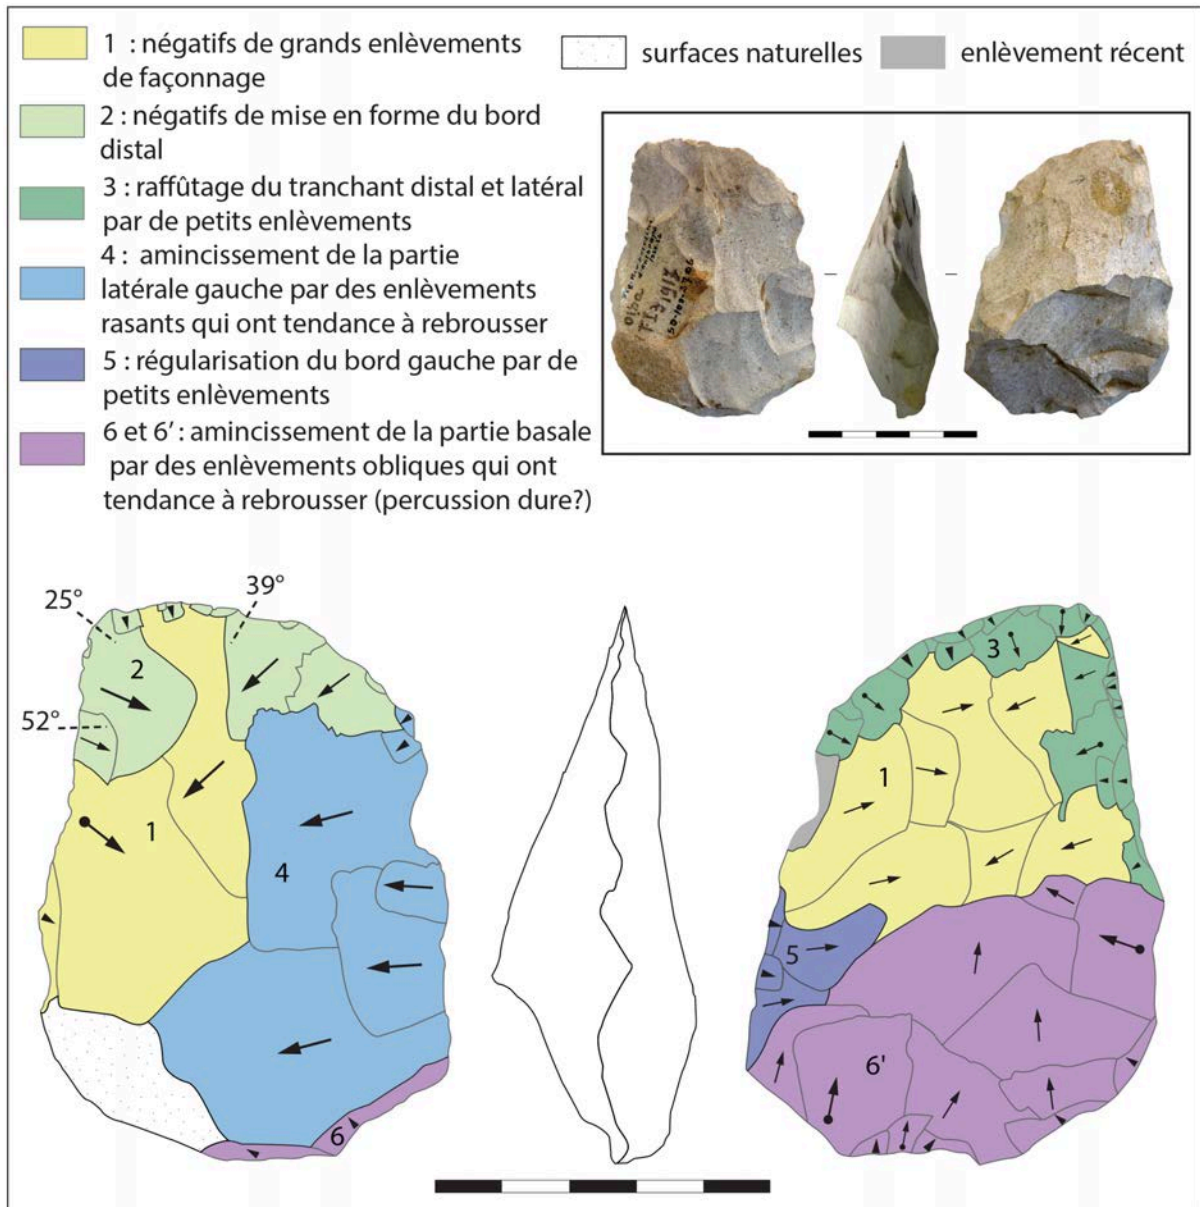 1 : négatifs de grands enlèvements
de façonnage
surfaces naturelles
enlèvement récent
2 : négatifs de mise en forme du bord
distal
3 : raffûtage du tranchant distal et latéral
par de petits enlèvements
4 : amincissement de la partie
latérale gauche par des enlèvements
rasants qui ont tendance à rebrousser
5 : régularisation du bord gauche par de
petits enlèvements
6 et 6' : amincissement de la partie basale
par des enlèvements obliques qui ont
tendance à rebrousser (percussion dure?)
25°
39°
52°
2
1
4
6
3
1
5
6'